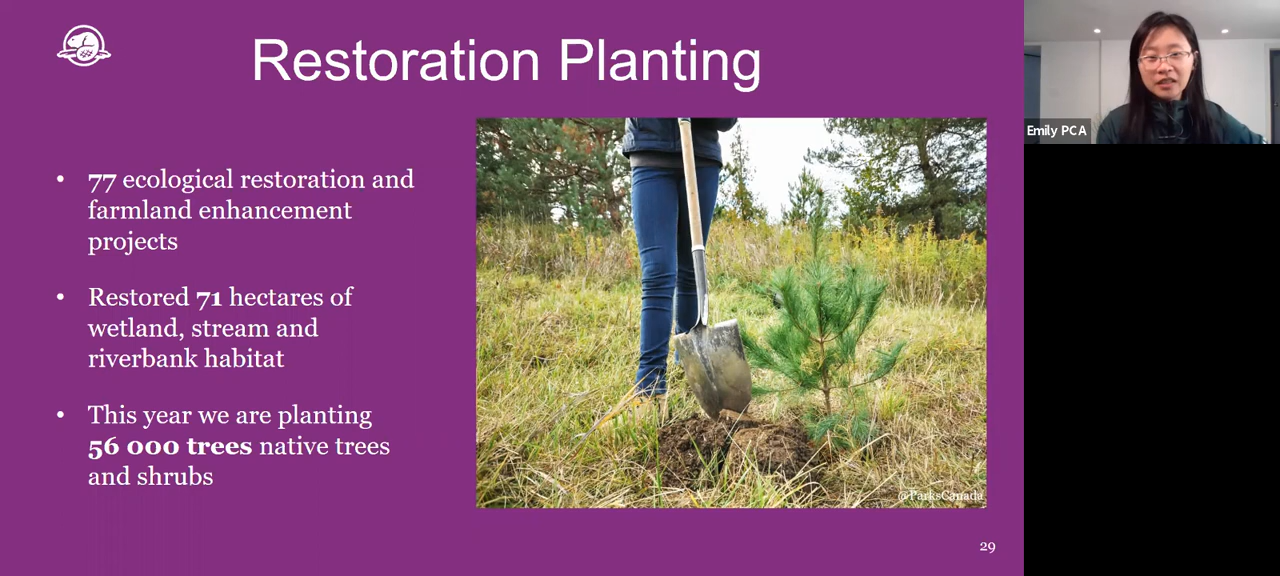 Restoration Planting
• 77 ecological restoration and
farmland enhancement
projects
• Restored 71 hectares of
wetland, stream and
riverbank habitat
• This year we are planting
56 000 trees native trees
and shrubs
@ParksCanada
29
Emily PCA